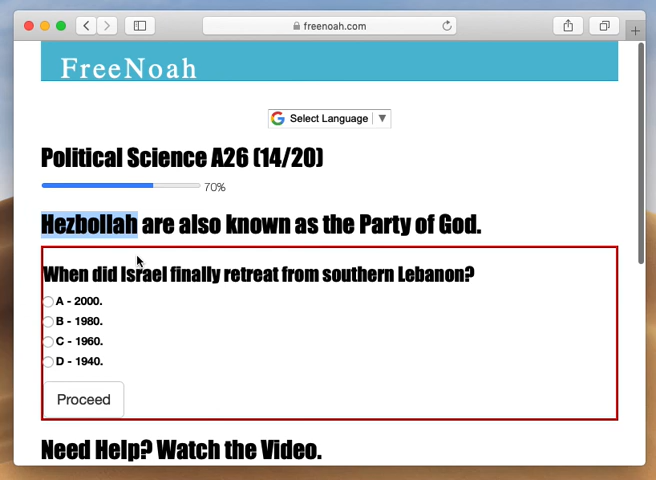 freenoah.com
FreeNoah
Select Language ▼
Political Science A26 (14/20)
70%
Hezbollah are also known as the Party of God.
When did Israel finally retreat from southern Lebanon?
A - 2000.
B - 1980.
C - 1960.
D - 1940.
Proceed
Need Help? Watch the Video.